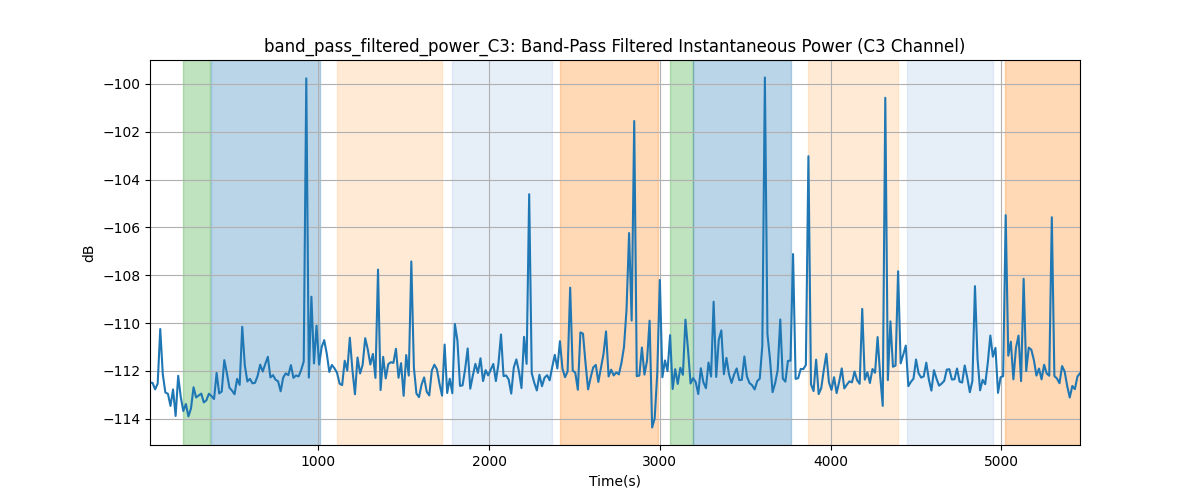 band_pass_filtered_power_C3: Band-Pass Filtered Instantaneous Power (C3 Channel)
dB
−100
−102
−104
−106
−108
−110
−112
−114
1000 2000 3000 4000 5000
Time(s)